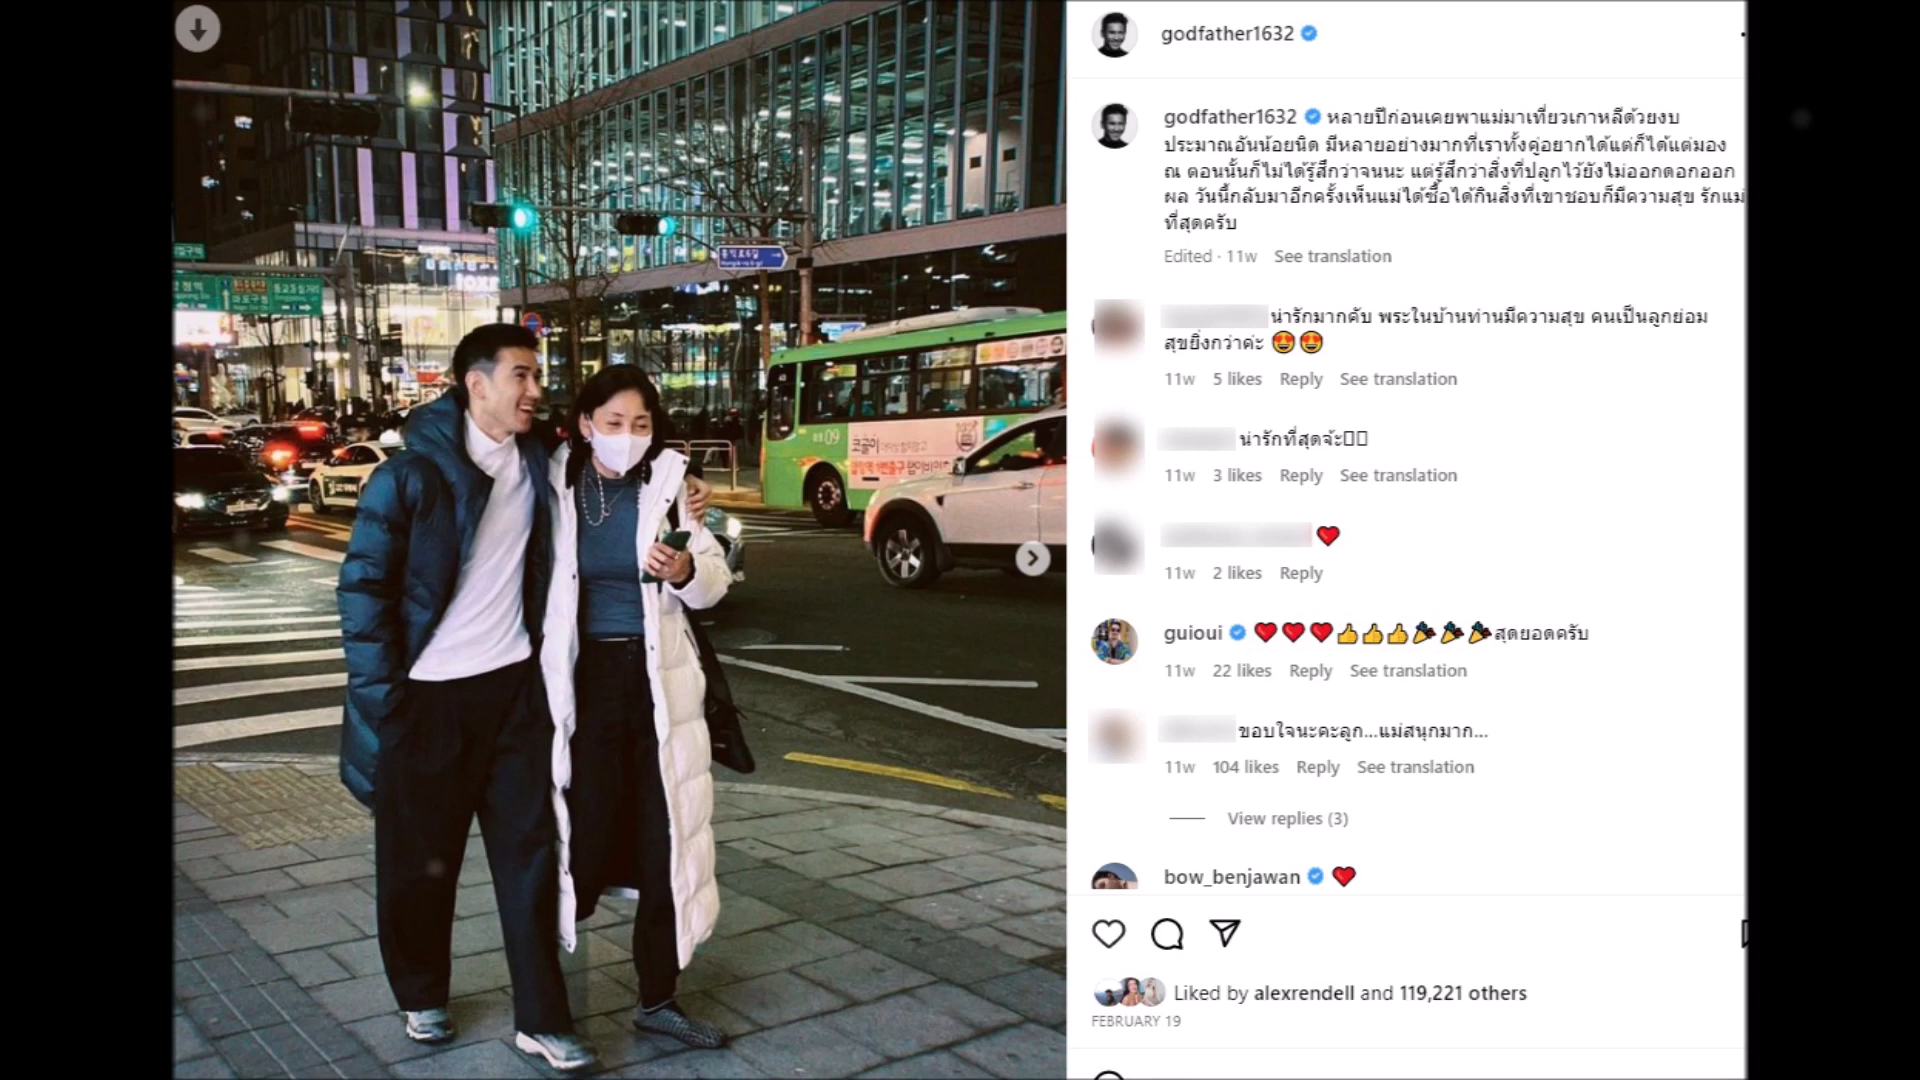 godfather1632
godfather1632 หลายปีก่อนเคยพาแม่มาเที่ยวเกาหลีด้วยงบ
ประมาณอันน้อยนิด มีหลายอย่างมากที่เราทั้งคู่อยากได้แต่ก็ได้แต่มอง
ณ ตอนนั้นก็ไม่ได้รู้สึกว่าจนนะ แต่รู้สึกว่าสิ่งที่ปลูกไว้ยังไม่ออกดอกออก
ผล วันนี้กลับมาอีกครั้งเห็นแม่ได้ซื้อได้กินสิ่งที่เขาชอบก็มีความสุข รักแม่
ที่สุดครับ
Edited · 11w See translation
น่ารักมากคับ พระในบ้านท่านมีความสุข คนเป็นลูกย่อม
สุขยิ่งกว่าค่ะ 😍😍
11w 5 likes Reply See translation
น่ารักที่สุดจ้ะ
11w 3 likes Reply See translation
❤️
11w 2 likes Reply
guioui ❤️❤️❤️👍👍👍🎉🎉🎉สุดยอดครับ
11w 22 likes Reply See translation
ขอบใจนะคะลูก...แม่สนุกมาก...
11w 104 likes Reply See translation
View replies (3)
bow_benjawan ❤️
Liked by alexrendell and 119,221 others
FEBRUARY 19
09